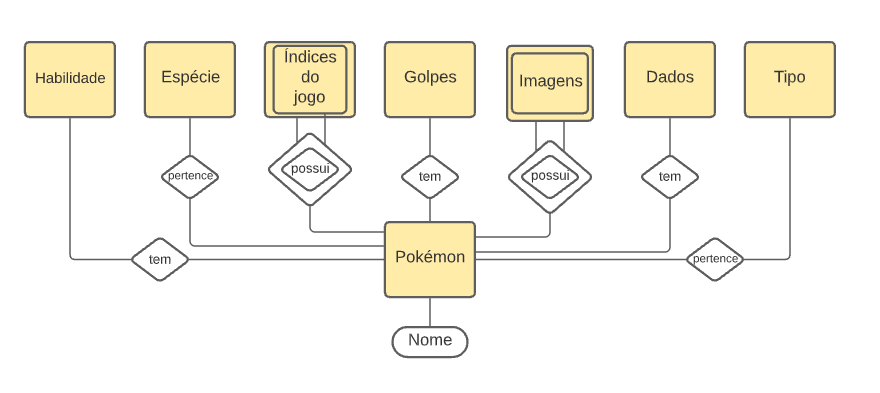 Habilidade
Espécie
Índices
do
jogo
Golpes
Imagens
Dados
Tipo
pertence
possui
tem
possui
tem
tem
Pokémon
pertence
Nome